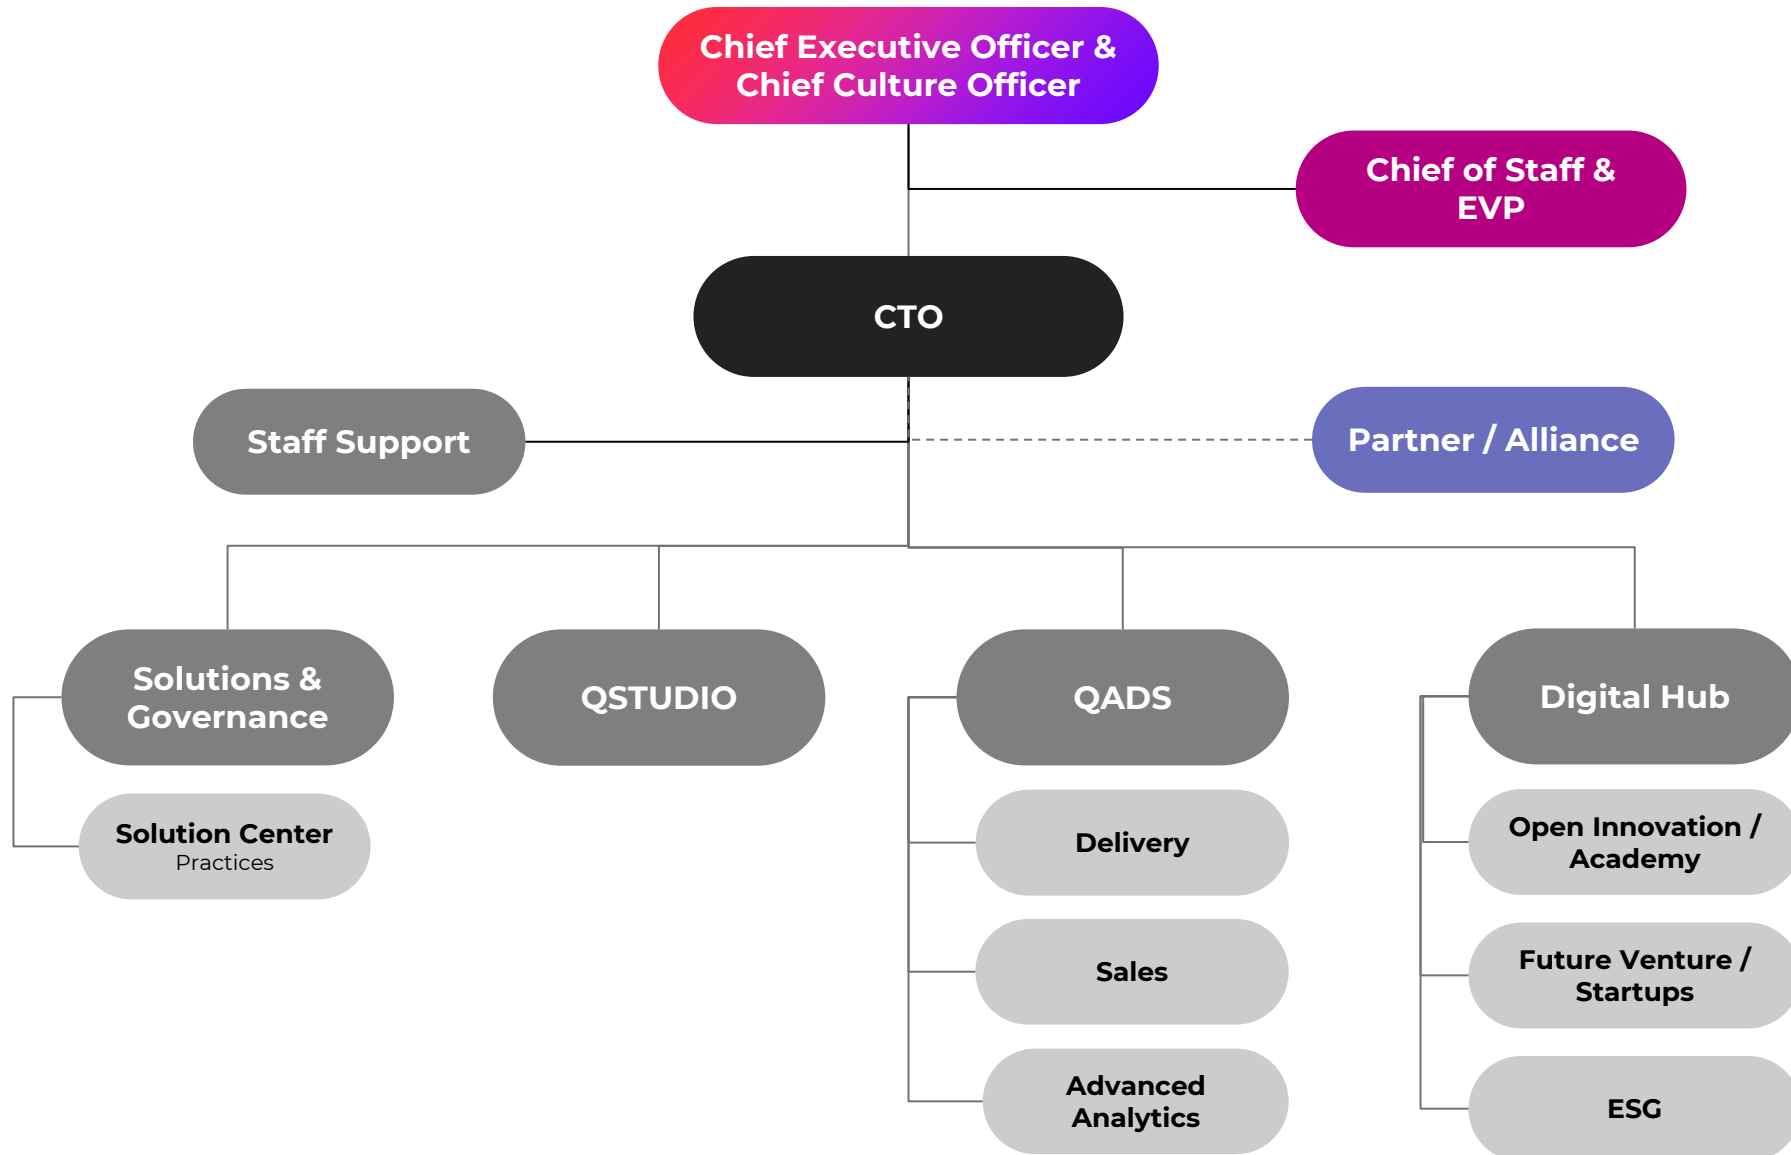 Chief Executive Officer &
Chief Culture Officer
Chief of Staff &
EVP
CTO
Staff Support
Partner / Alliance
Solutions &
Governance
QSTUDIO
QADS
Digital Hub
Solution Center
Practices
Delivery
Open Innovation /
Academy
Sales
Future Venture /
Startups
Advanced
Analytics
ESG